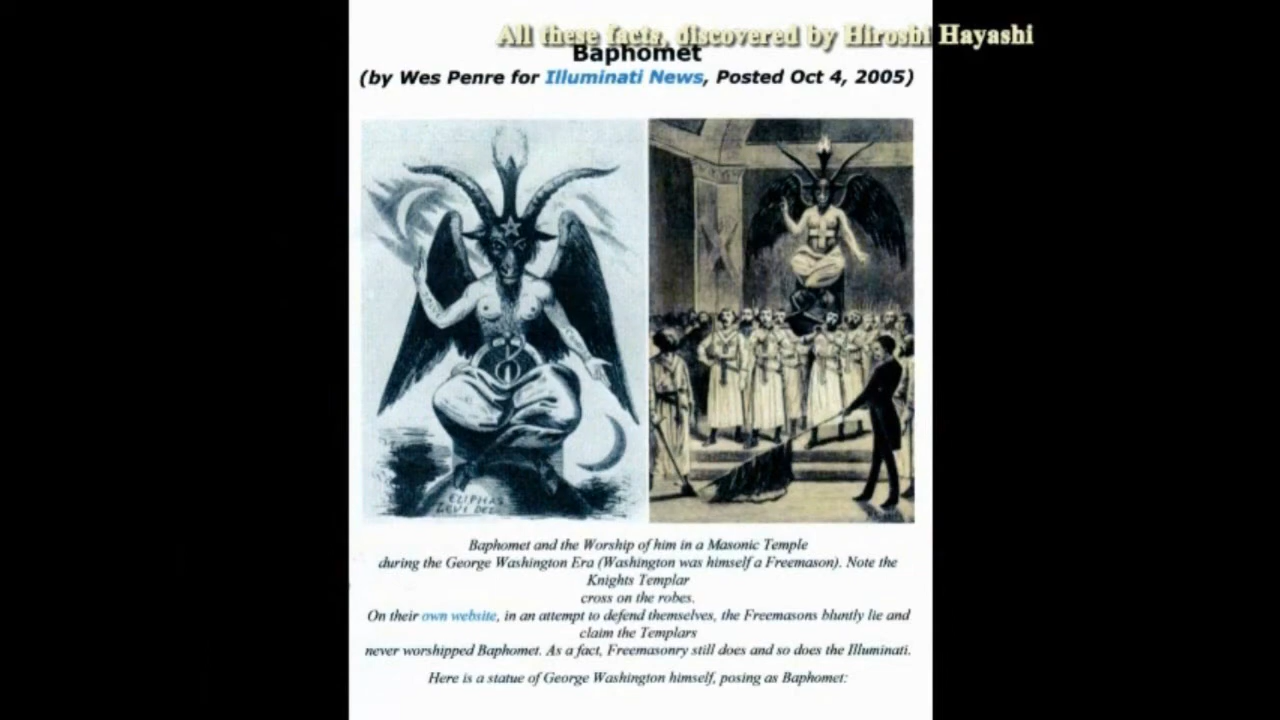 All these facts, discovered by Hiroshi Hayashi
Baphomet
(by Wes Penre for Illuminati News, Posted Oct 4, 2005)
ELIPHAS
LEVI DEL
Baphomet and the Worship of him in a Masonic Temple
during the George Washington Era (Washington was himself a Freemason). Note the
Knights Templar
cross on the robes.
On their own website, in an attempt to defend themselves, the Freemasons bluntly lie and
claim the Templars
never worshipped Baphomet. As a fact, Freemasonry still does and so does the Illuminati.
Here is a statue of George Washington himself, posing as Baphomet: